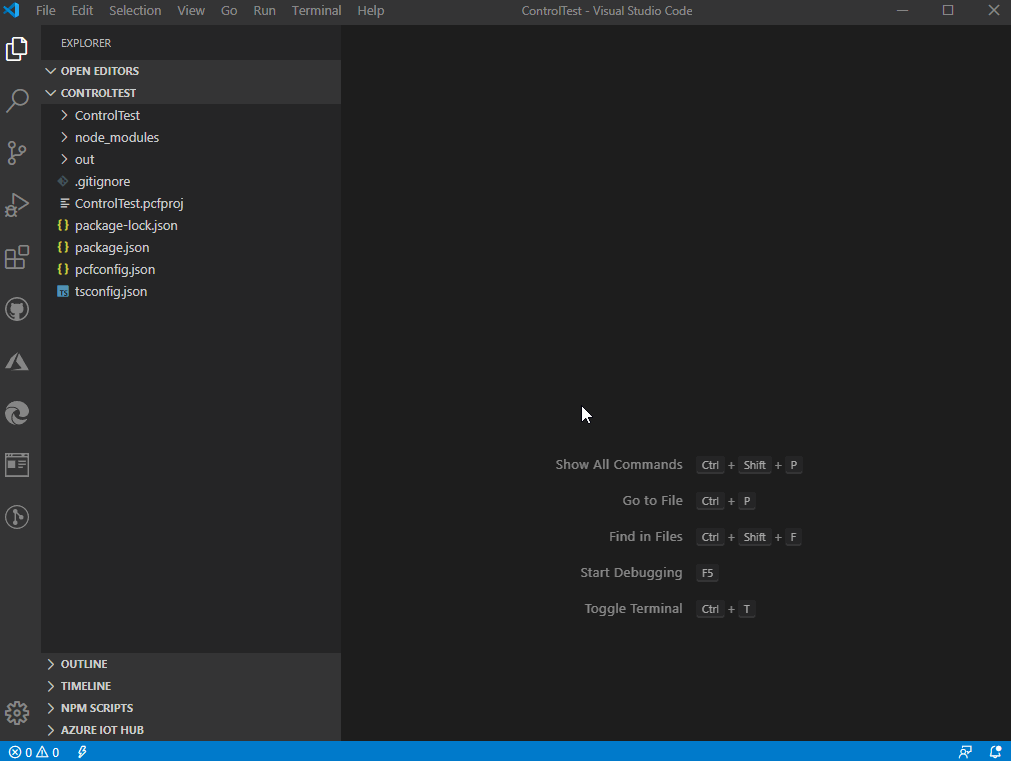 File Edit Selection View Go Run Terminal Help ControlTest - Visual Studio Code
EXPLORER
OPEN EDITORS
CONTROLTEST
ControlTest
node_modules
out
.gitignore
ControlTest.pcfproj
package-lock.json
package.json
pcfconfig.json
TS tsconfig.json
Show All Commands Ctrl + Shift + P
Go to File Ctrl + P
Find in Files Ctrl + Shift + F
Start Debugging F5
Toggle Terminal Ctrl + T
OUTLINE
TIMELINE
NPM SCRIPTS
AZURE IOT HUB
0 0